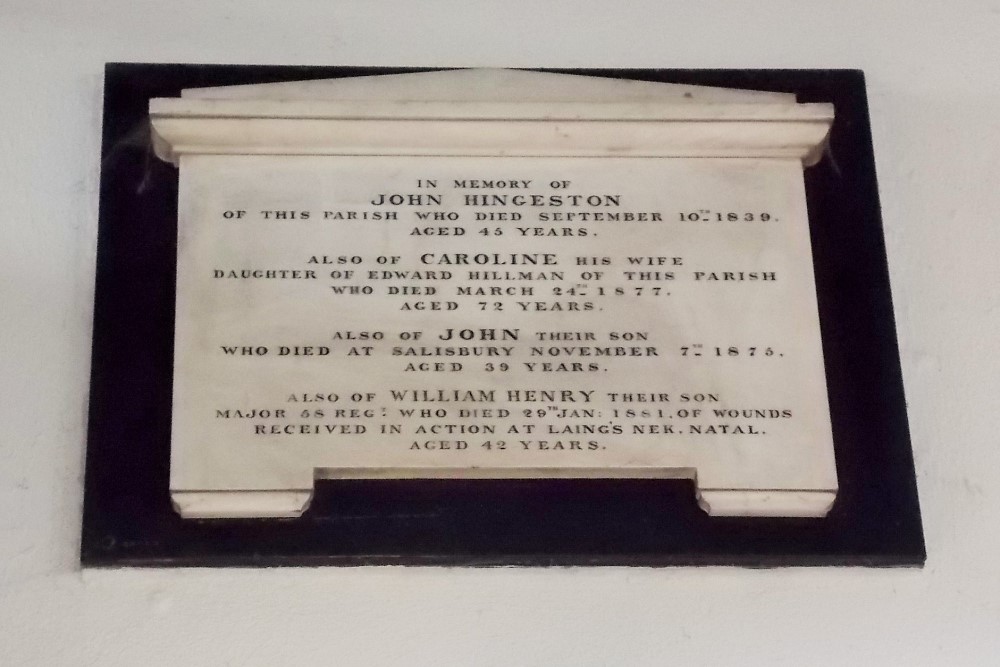 IN MEMORY OF
JOHN HINGESTON
OF THIS PARISH WHO DIED SEPTEMBER 10TH 1839.
AGED 45 YEARS.
ALSO OF CAROLINE HIS WIFE
DAUGHTER OF EDWARD HILLMAN OF THIS PARISH
WHO DIED MARCH 24TH 1877.
AGED 72 YEARS.
ALSO OF JOHN THEIR SON
WHO DIED AT SALISBURY NOVEMBER 7TH 1875.
AGED 39 YEARS.
ALSO OF WILLIAM HENRY THEIR SON
MAJOR 58 REGT. WHO DIED 29TH JAN: 1881. OF WOUNDS
RECEIVED IN ACTION AT LAING'S NEK. NATAL.
AGED 42 YEARS.